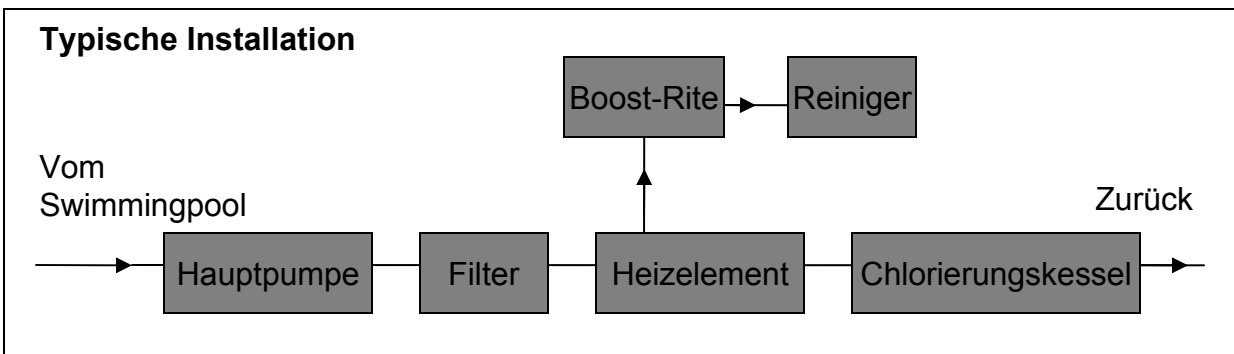 Typische Installation
Boost-Rite
Reiniger
Vom
Swimmingpool
Zurück
Hauptpumpe
Filter
Heizelement
Chlorierungskessel